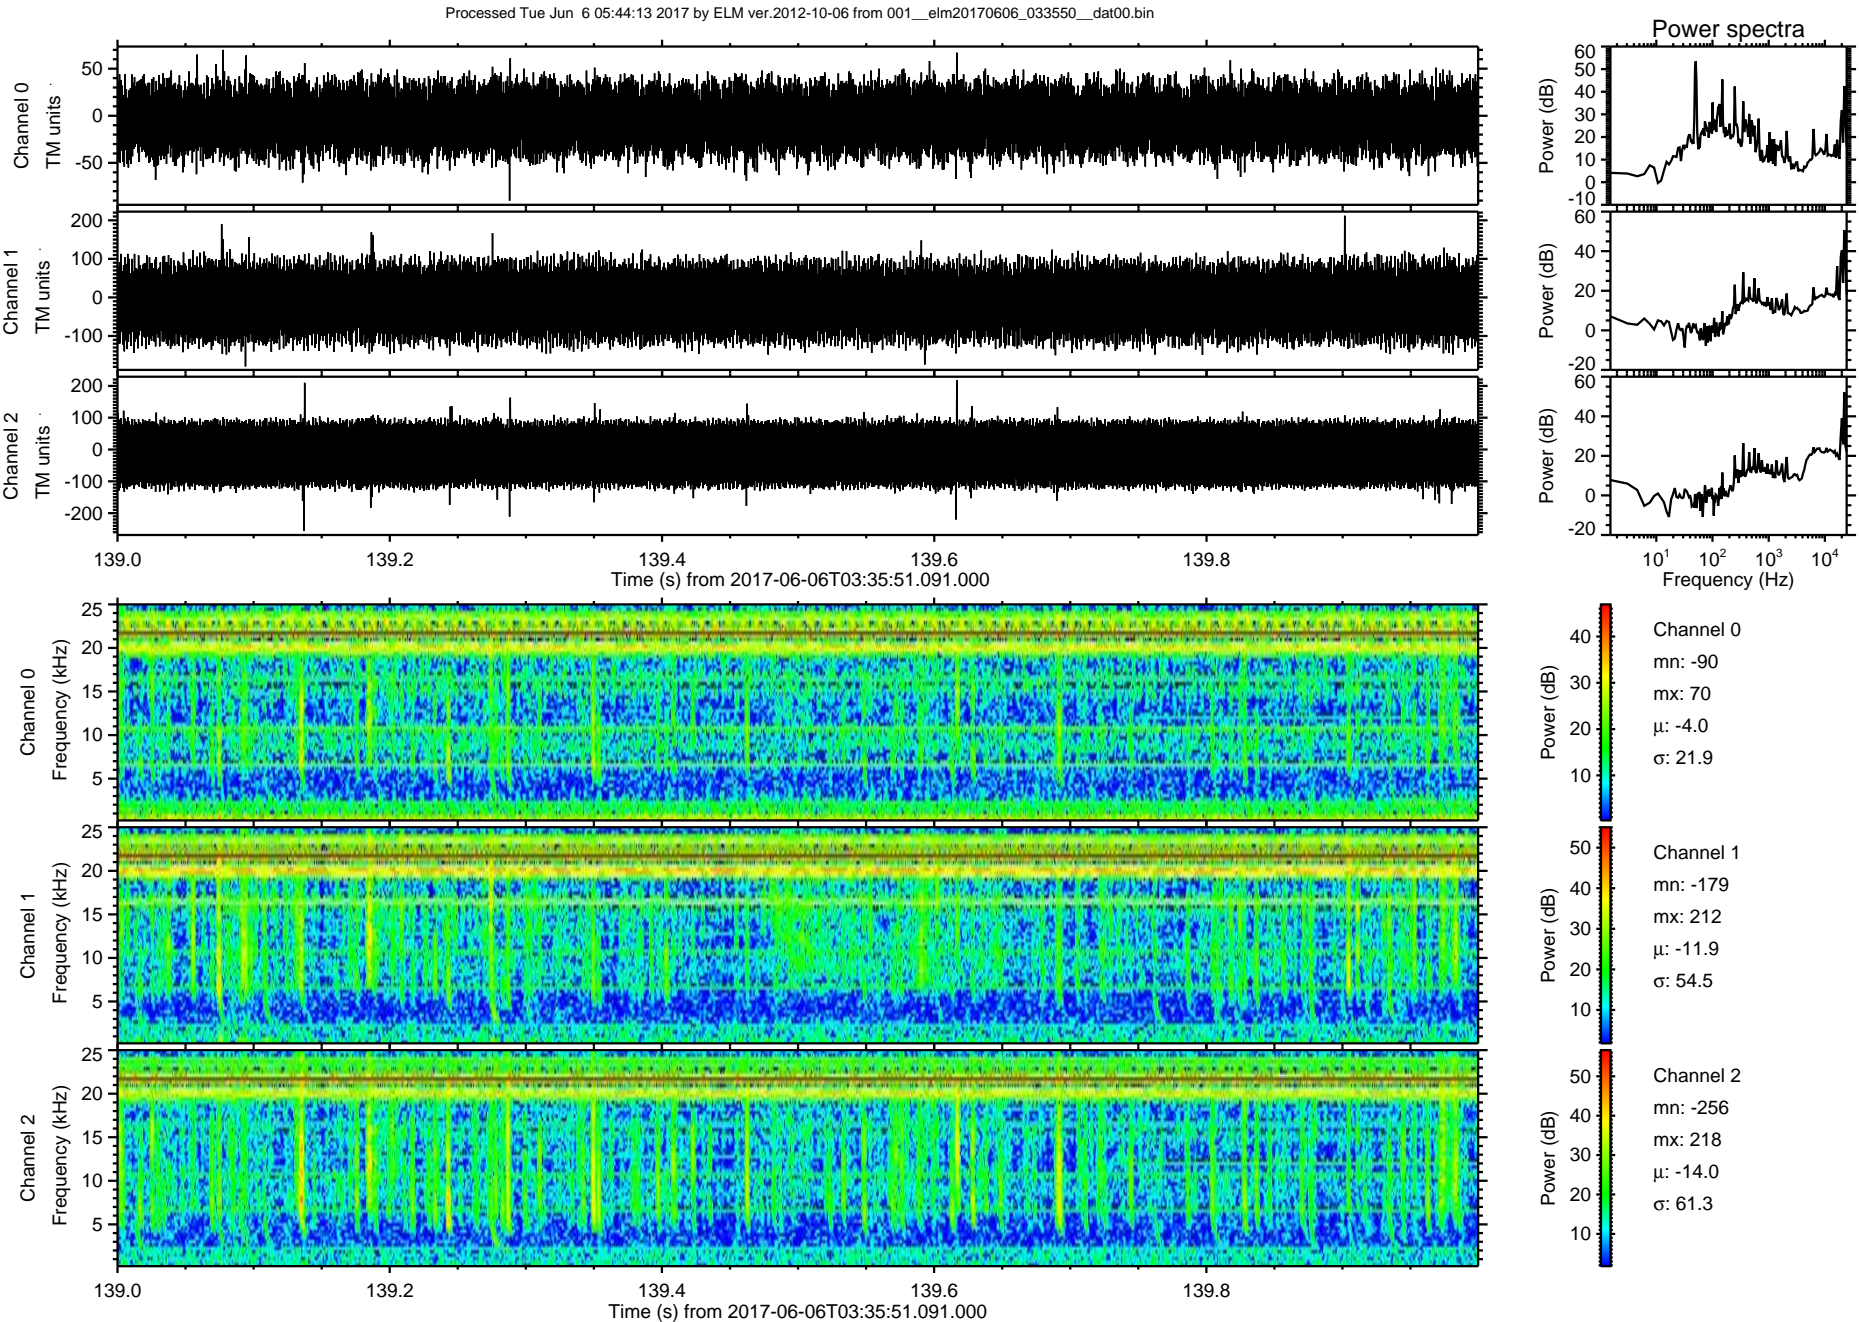 Processed Tue Jun  6 05:44:13 2017 by ELM ver.2012-10-06 from 001__elm20170606_033550__dat00.bin
Channel 0
TM units
50
0
-50
Channel 1
TM units
200
100
0
-100
Channel 2
TM units
200
100
0
-100
-200
139.0 139.2 139.4 139.6 139.8
Time (s) from 2017-06-06T03:35:51.091.000
Power spectra
Power (dB)
60
50
40
30
20
10
0
-10
Power (dB)
60
40
20
0
-20
Power (dB)
60
40
20
0
-20
10¹ 10² 10³ 10⁴
Frequency (Hz)
Channel 0
Frequency (kHz)
25
20
15
10
5
Power (dB)
40
30
20
10
Channel 0
mn: -90
mx: 70
μ: -4.0
σ: 21.9
Channel 1
Frequency (kHz)
25
20
15
10
5
Power (dB)
50
40
30
20
10
Channel 1
mn: -179
mx: 212
μ: -11.9
σ: 54.5
Channel 2
Frequency (kHz)
25
20
15
10
5
Power (dB)
50
40
30
20
10
Channel 2
mn: -256
mx: 218
μ: -14.0
σ: 61.3
139.0 139.2 139.4 139.6 139.8
Time (s) from 2017-06-06T03:35:51.091.000